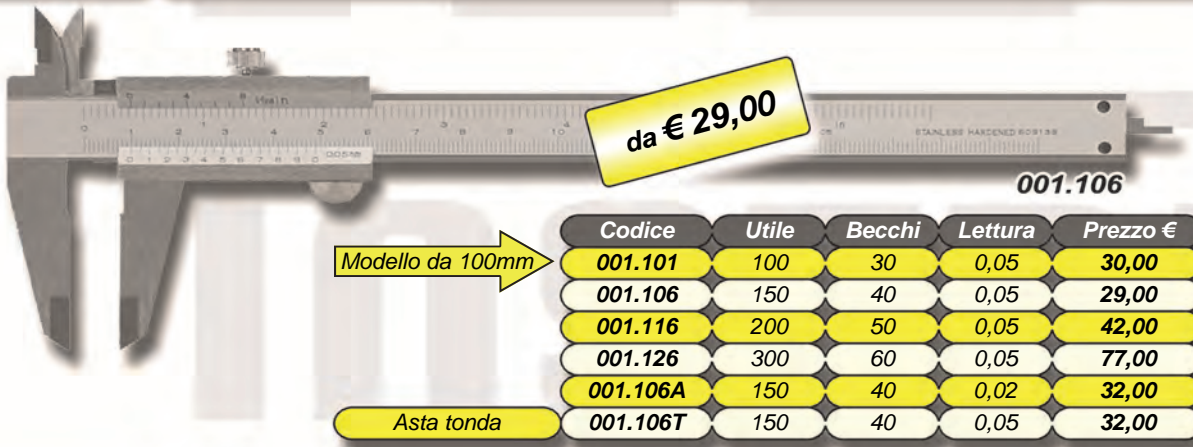 da € 29,00
STAINLESS HARDENED
001.106
Codice Utile Becchi Lettura Prezzo €
Modello da 100mm 001.101 100 30 0,05 30,00
001.106 150 40 0,05 29,00
001.116 200 50 0,05 42,00
001.126 300 60 0,05 77,00
001.106A 150 40 0,02 32,00
Asta tonda 001.106T 150 40 0,05 32,00